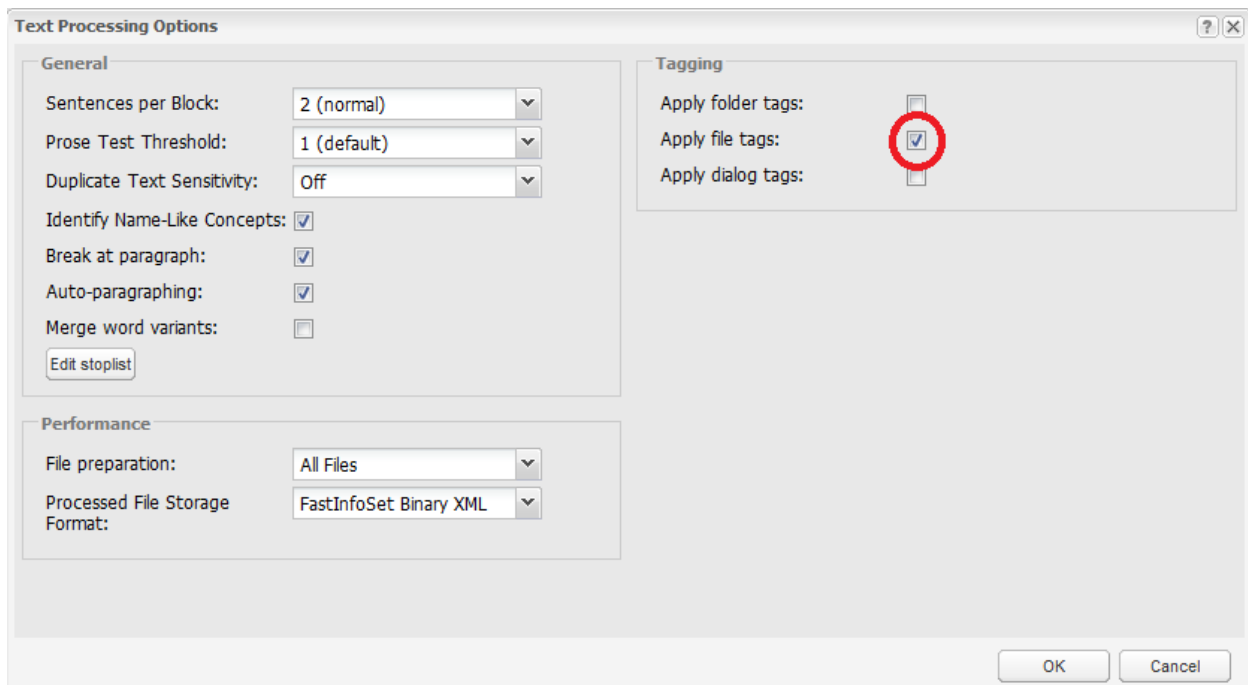 Text Processing Options
General
Sentences per Block: 2 (normal)
Prose Test Threshold: 1 (default)
Duplicate Text Sensitivity: Off
Identify Name-Like Concepts:
Break at paragraph:
Auto-paragraphing:
Merge word variants:
Edit stoplist
Performance
File preparation: All Files
Processed File Storage
Format: FastInfoSet Binary XML
Tagging
Apply folder tags:
Apply file tags:
Apply dialog tags:
OK Cancel